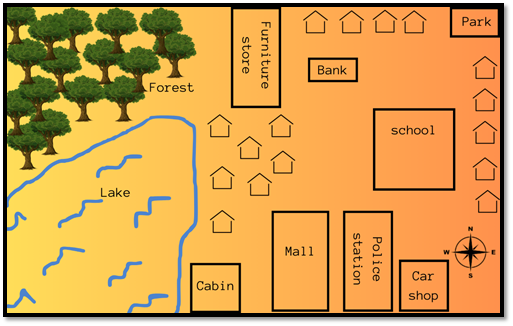 Furniture
store
Park
Bank
Forest
school
Lake
N
W
E
S
Mall
Police
station
Cabin
Car
shop